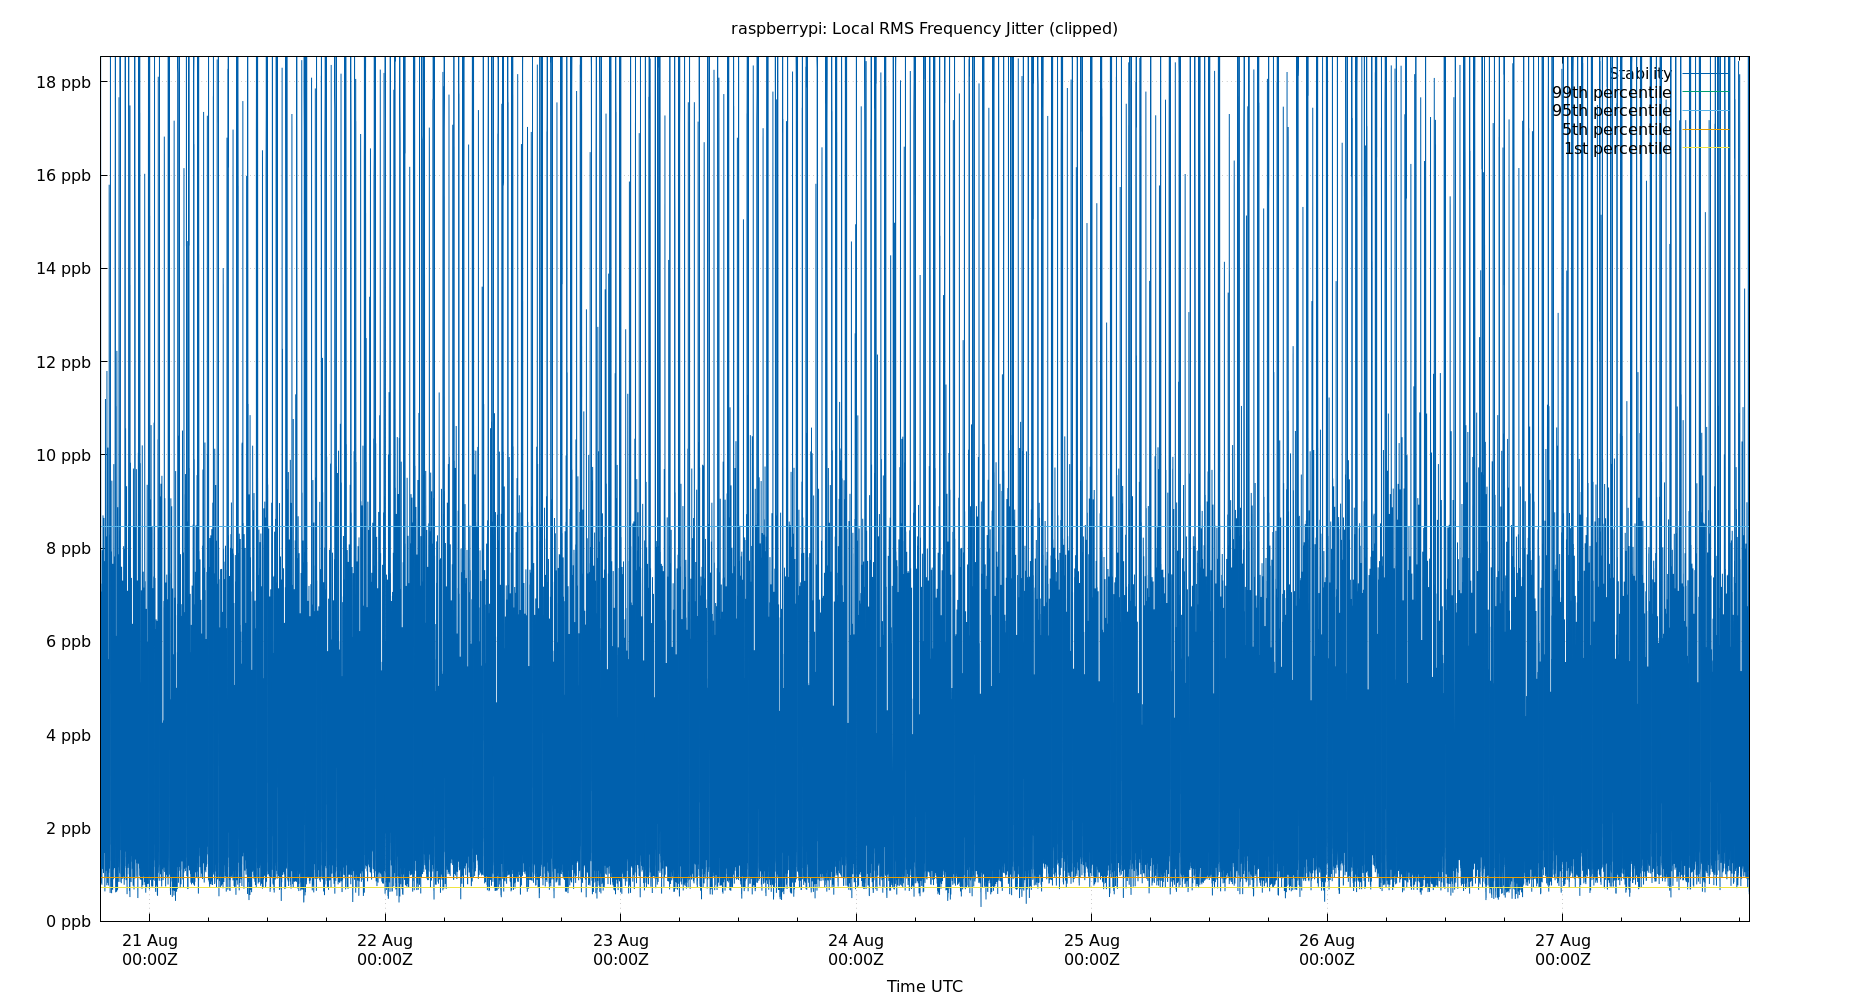 raspberrypi: Local RMS Frequency Jitter (clipped)
18 ppb
16 ppb
14 ppb
12 ppb
10 ppb
8 ppb
6 ppb
4 ppb
2 ppb
0 ppb
Stability
99th percentile
95th percentile
5th percentile
1st percentile
21 Aug
00:00Z
22 Aug
00:00Z
23 Aug
00:00Z
24 Aug
00:00Z
25 Aug
00:00Z
26 Aug
00:00Z
27 Aug
00:00Z
Time UTC